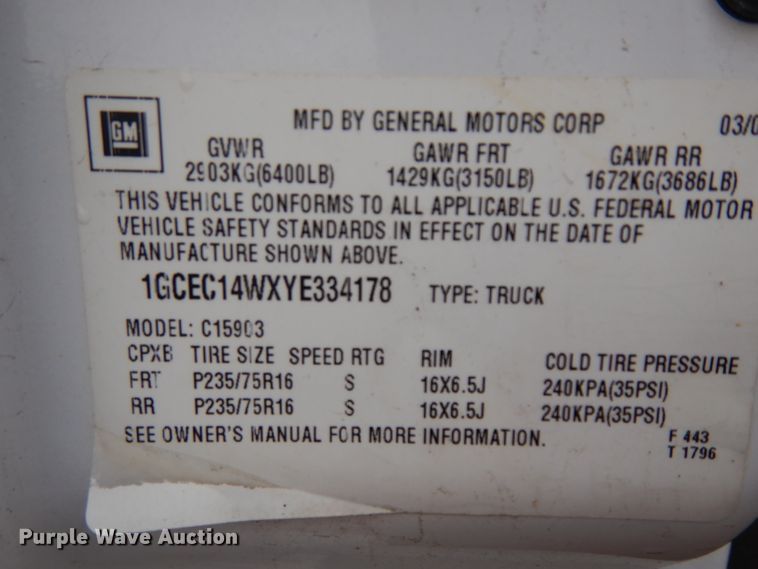 GM
MFD BY GENERAL MOTORS CORP 03/0
GVWR GAWR FRT GAWR RR
2903KG(6400LB) 1429KG(3150LB) 1672KG(3686LB)
THIS VEHICLE CONFORMS TO ALL APPLICABLE U.S. FEDERAL MOTOR
VEHICLE SAFETY STANDARDS IN EFFECT ON THE DATE OF
MANUFACTURE SHOWN ABOVE.
1GCEC14WXYE334178 TYPE: TRUCK
MODEL: C15903
CPXB TIRE SIZE SPEED RTG RIM COLD TIRE PRESSURE
FRT P235/75R16 S 16X6.5J 240KPA(35PSI)
RR P235/75R16 S 16X6.5J 240KPA(35PSI)
SEE OWNER'S MANUAL FOR MORE INFORMATION. F 443
T 1796
Purple Wave Auction